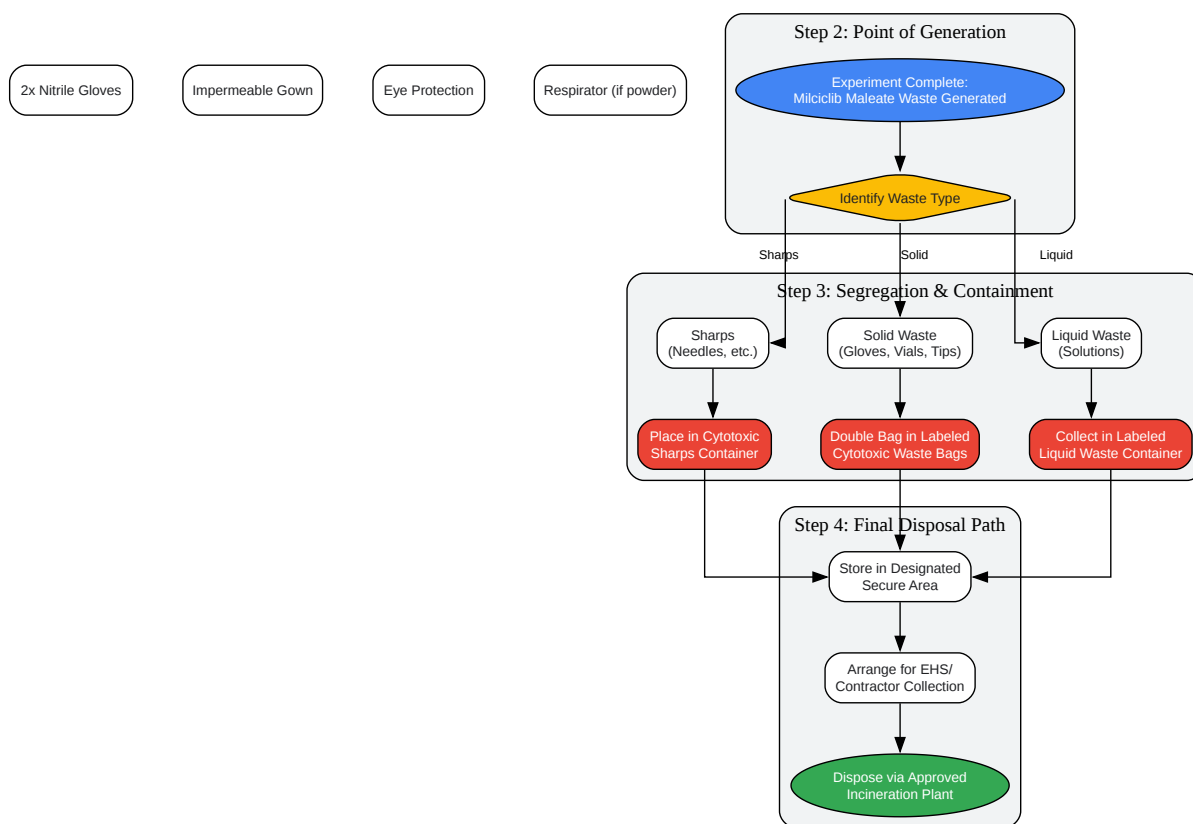 Step 2: Point of Generation
2x Nitrile Gloves
Impermeable Gown
Eye Protection
Respirator (if powder)
Experiment Complete:
Milciclib Maleate Waste Generated
Identify Waste Type
Sharps
Solid
Liquid
Step 3: Segregation & Containment
Sharps
(Needles, etc.)
Solid Waste
(Gloves, Vials, Tips)
Liquid Waste
(Solutions)
Place in Cytotoxic
Sharps Container
Double Bag in Labeled
Cytotoxic Waste Bags
Collect in Labeled
Liquid Waste Container
Step 4: Final Disposal Path
Store in Designated
Secure Area
Arrange for EHS/
Contractor Collection
Dispose via Approved
Incineration Plant